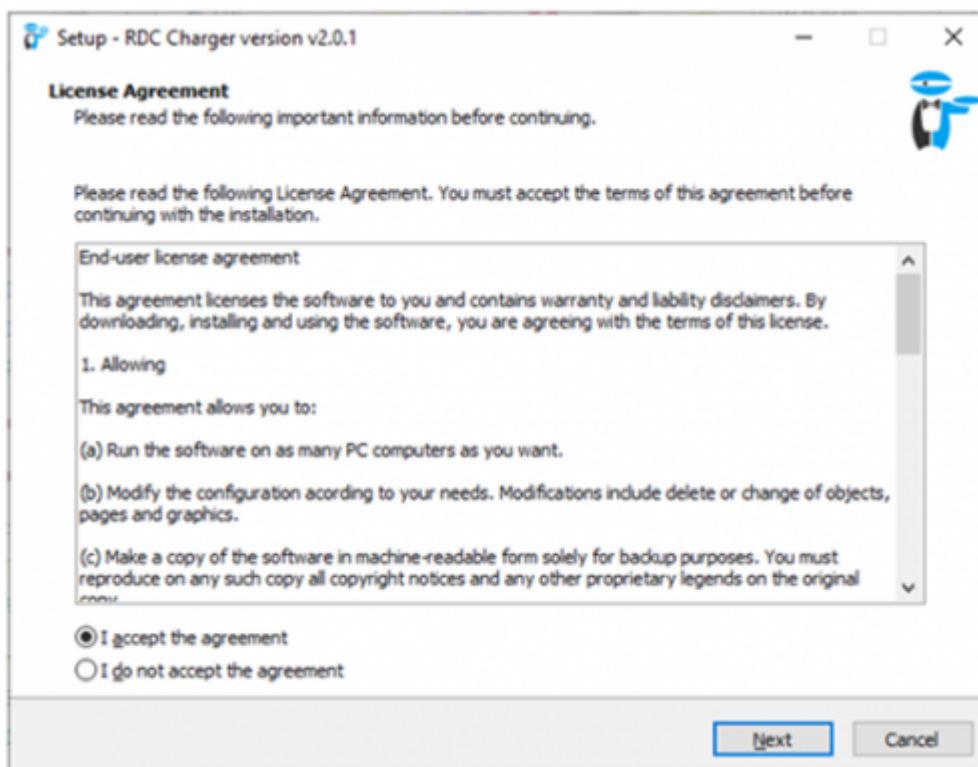 Setup - RDC Charger version v2.0.1
License Agreement
Please read the following important information before continuing.
Please read the following License Agreement. You must accept the terms of this agreement before
continuing with the installation.
End-user license agreement
This agreement licenses the software to you and contains warranty and liability disclaimers. By
downloading, installing and using the software, you are agreeing with the terms of this license.
1. Allowing
This agreement allows you to:
(a) Run the software on as many PC computers as you want.
(b) Modify the configuration acording to your needs. Modifications include delete or change of objects,
pages and graphics.
(c) Make a copy of the software in machine-readable form solely for backup purposes. You must
reproduce on any such copy all copyright notices and any other proprietary legends on the original
copy.
I accept the agreement
I do not accept the agreement
Next
Cancel